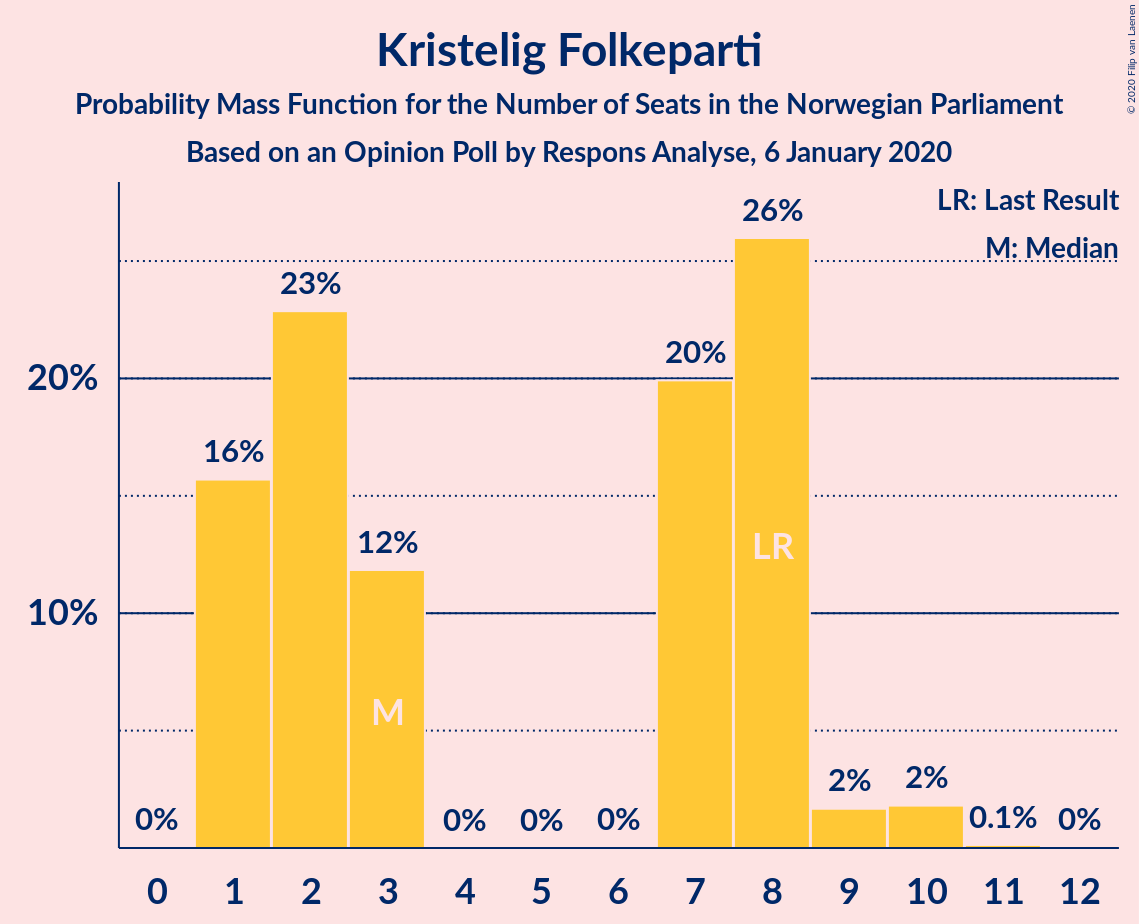 Kristelig Folkeparti
Probability Mass Function for the Number of Seats in the Norwegian Parliament
Based on an Opinion Poll by Respons Analyse, 6 January 2020
© 2020 Filip van Laenen
LR: Last Result
M: Median
20%
10%
0%
16%
23%
12%
0%
0%
0%
20%
26%
2%
2%
0.1%
0%
M
LR
0 1 2 3 4 5 6 7 8 9 10 11 12